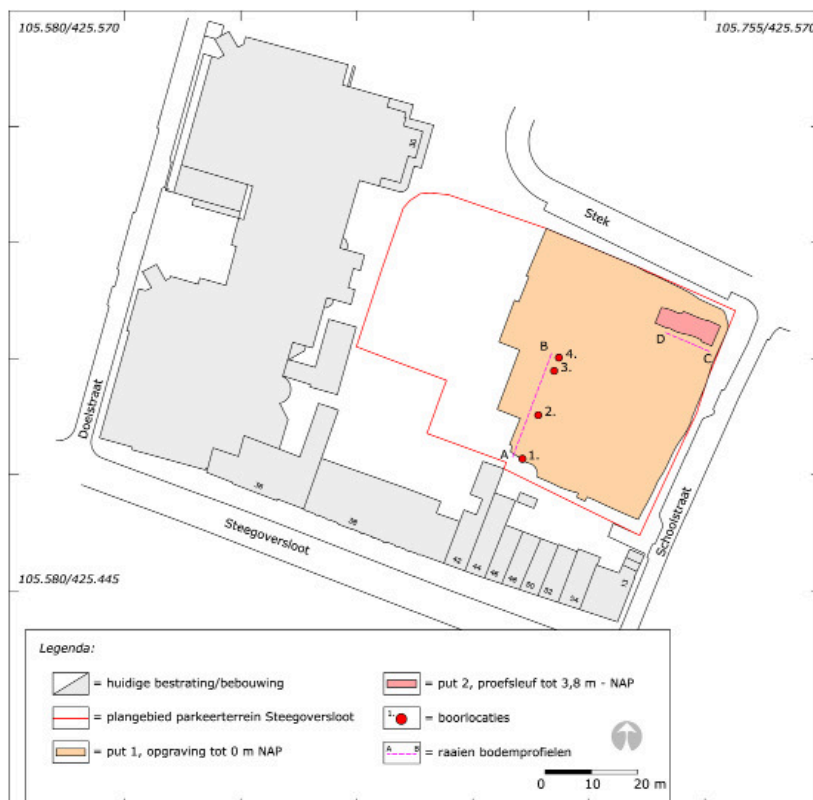 105.580/425.570
105.755/425.570
30
Stek
D
C
B
4.
3.
2.
A
1.
Doelstraat
36
38
Steegoversloot
42
44
46
48
50
52
54
Schoolstraat
105.580/425.445
Legenda:
= huidige bestrating/bebouwing
= plangebied parkeerterrein Steegoversloot
= put 1, opgraving tot 0 m NAP
= put 2, proefsleuf tot 3,8 m - NAP
1. = boorlocaties
A B = raaien bodemprofielen
0 10 20 m